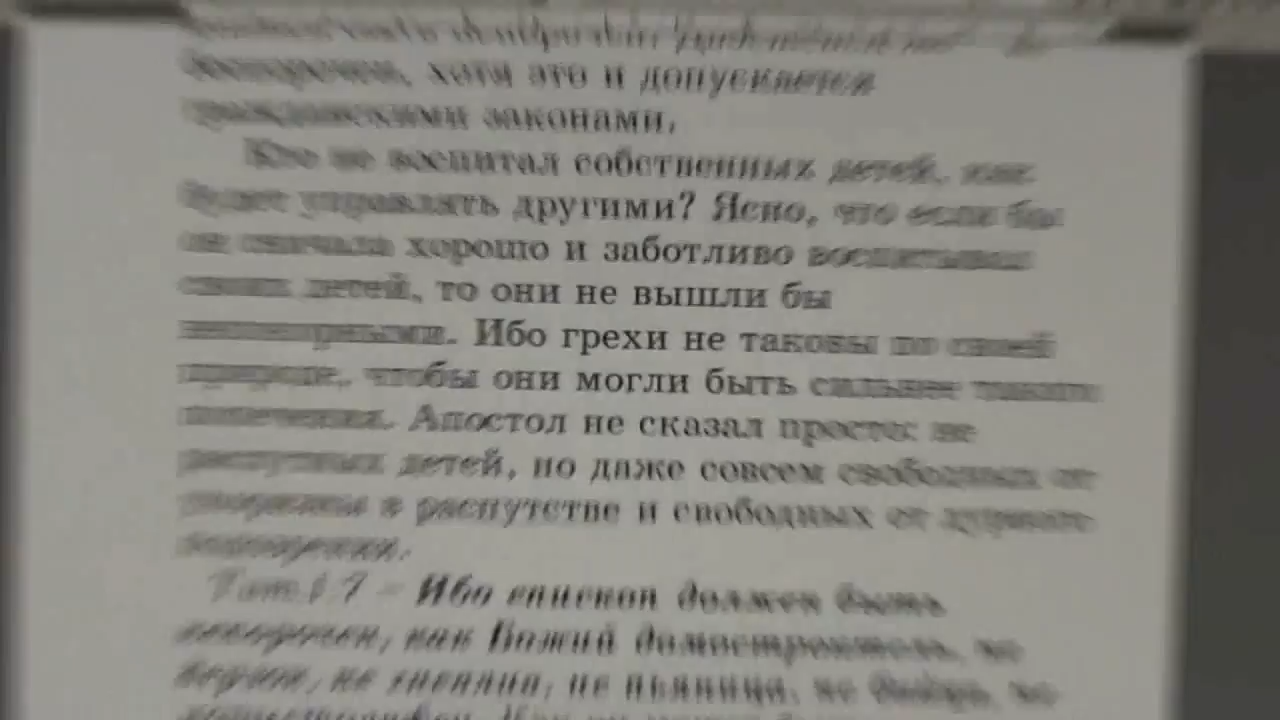 хотя это и допускается
гражданскими законами.
Кто не воспитал собственных детей, как
будет управлять другими? Ясно, что если бы
он сначала хорошо и заботливо воспитывал
своих детей, то они не вышли бы
Ибо грехи не таковы по своей
природе, чтобы они могли быть сильнее такого
попечения. Апостол не сказал просто: не
распутных детей, но даже совсем свободных от
в распутстве и свободных от дурного
Тит.1:7 – Ибо епископ должен быть
непорочен, как Божий домостроитель, не
дерзок, не гневлив, не пьяница, не бийца, не